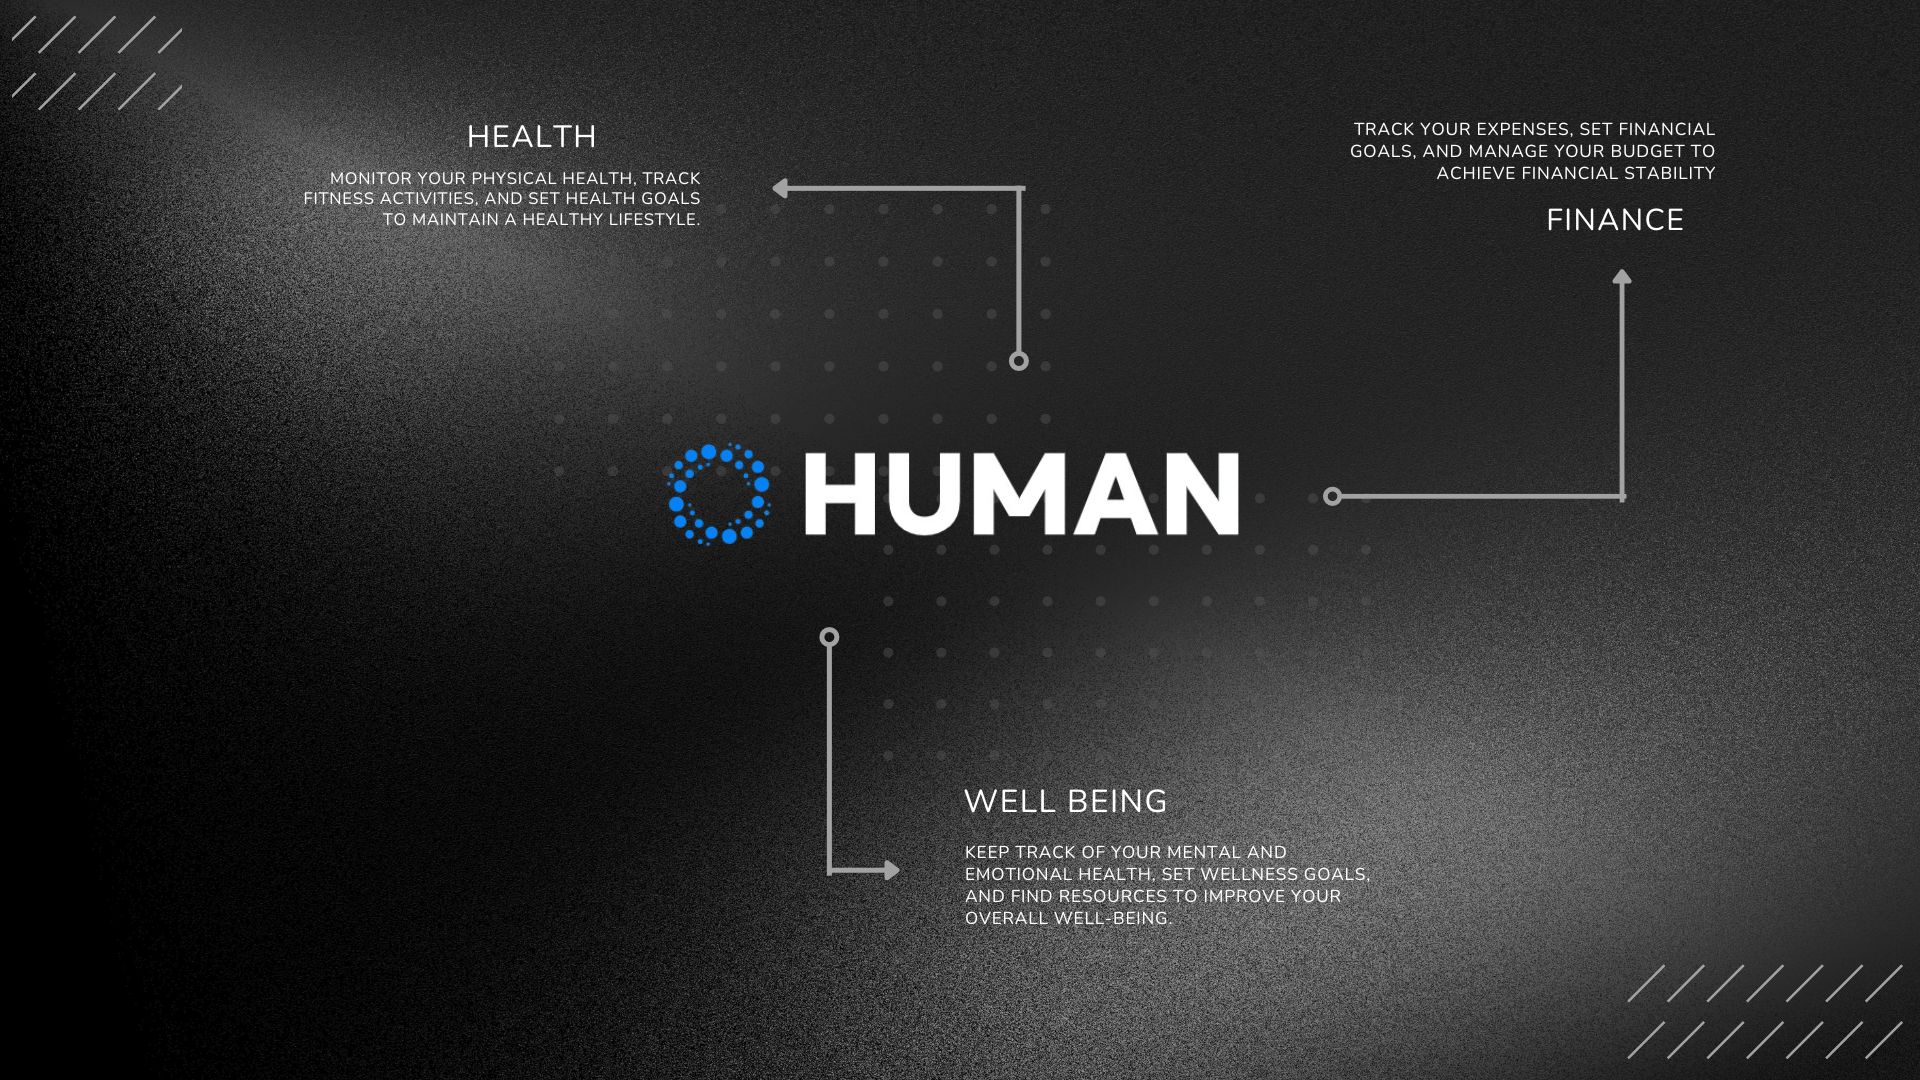 HEALTH
MONITOR YOUR PHYSICAL HEALTH, TRACK
FITNESS ACTIVITIES, AND SET HEALTH GOALS
TO MAINTAIN A HEALTHY LIFESTYLE.
TRACK YOUR EXPENSES, SET FINANCIAL
GOALS, AND MANAGE YOUR BUDGET TO
ACHIEVE FINANCIAL STABILITY
FINANCE
HUMAN
WELL BEING
KEEP TRACK OF YOUR MENTAL AND
EMOTIONAL HEALTH, SET WELLNESS GOALS,
AND FIND RESOURCES TO IMPROVE YOUR
OVERALL WELL-BEING.